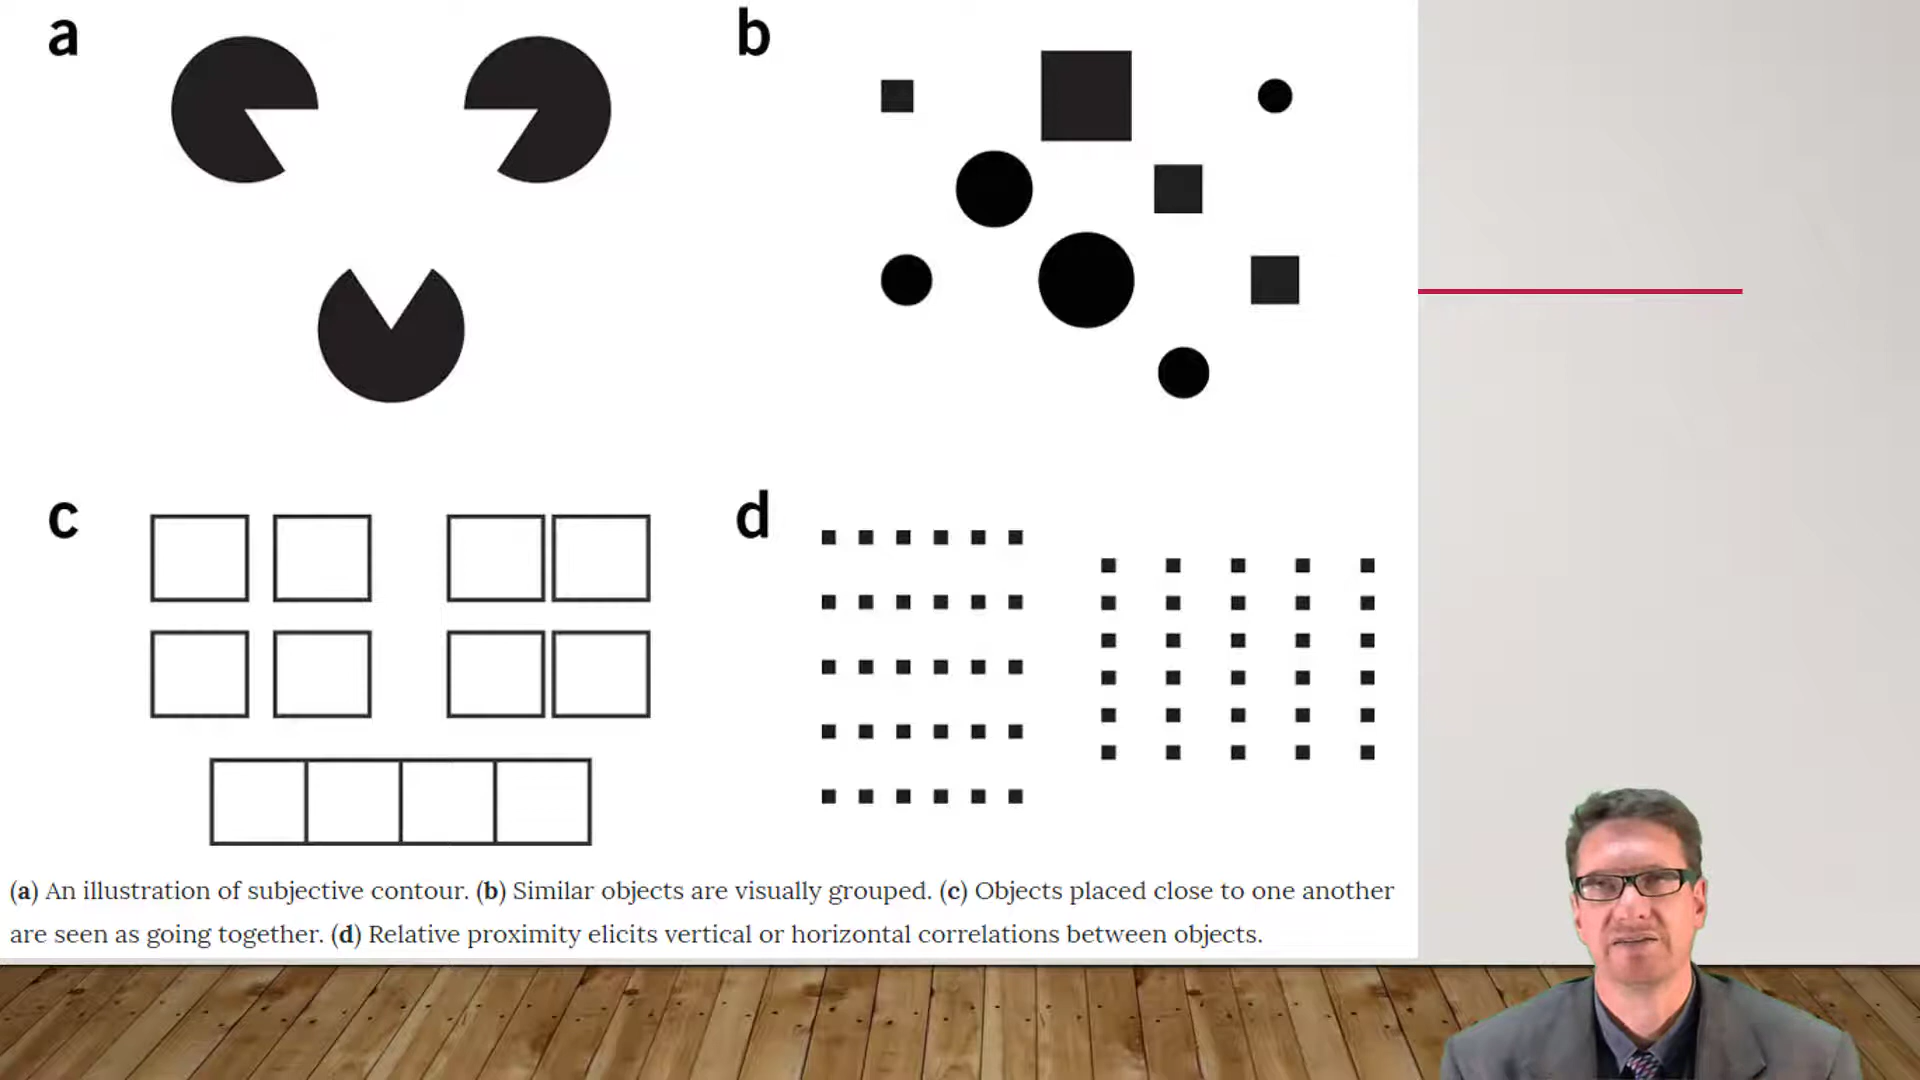 a
b
c
d
(a) An illustration of subjective contour. (b) Similar objects are visually grouped. (c) Objects placed close to one another
are seen as going together. (d) Relative proximity elicits vertical or horizontal correlations between objects.